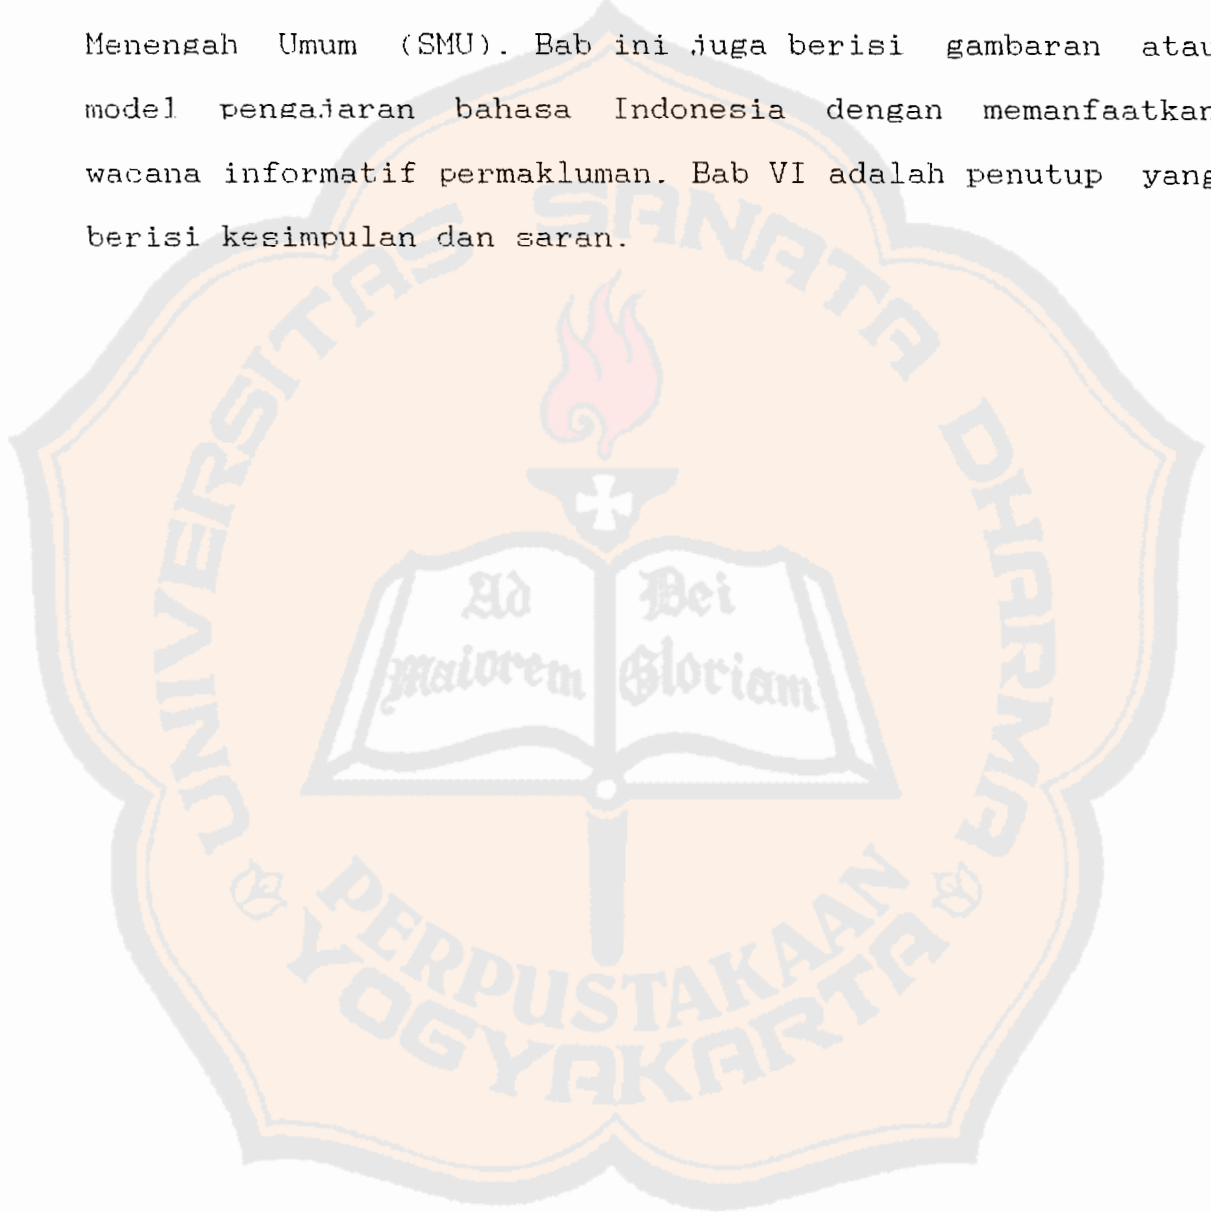 Menengah Umum (SMU). Bab ini juga berisi gambaran atau
model pengajaran bahasa Indonesia dengan memanfaatkan
wacana informatif permakluman. Bab VI adalah penutup yang
berisi kesimpulan dan saran.
UNIVERSITAS SANATA DHARMA
Ad
Maiorem
Dei
Gloriam
PERPUSTAKAAN
YOGYAKARTA